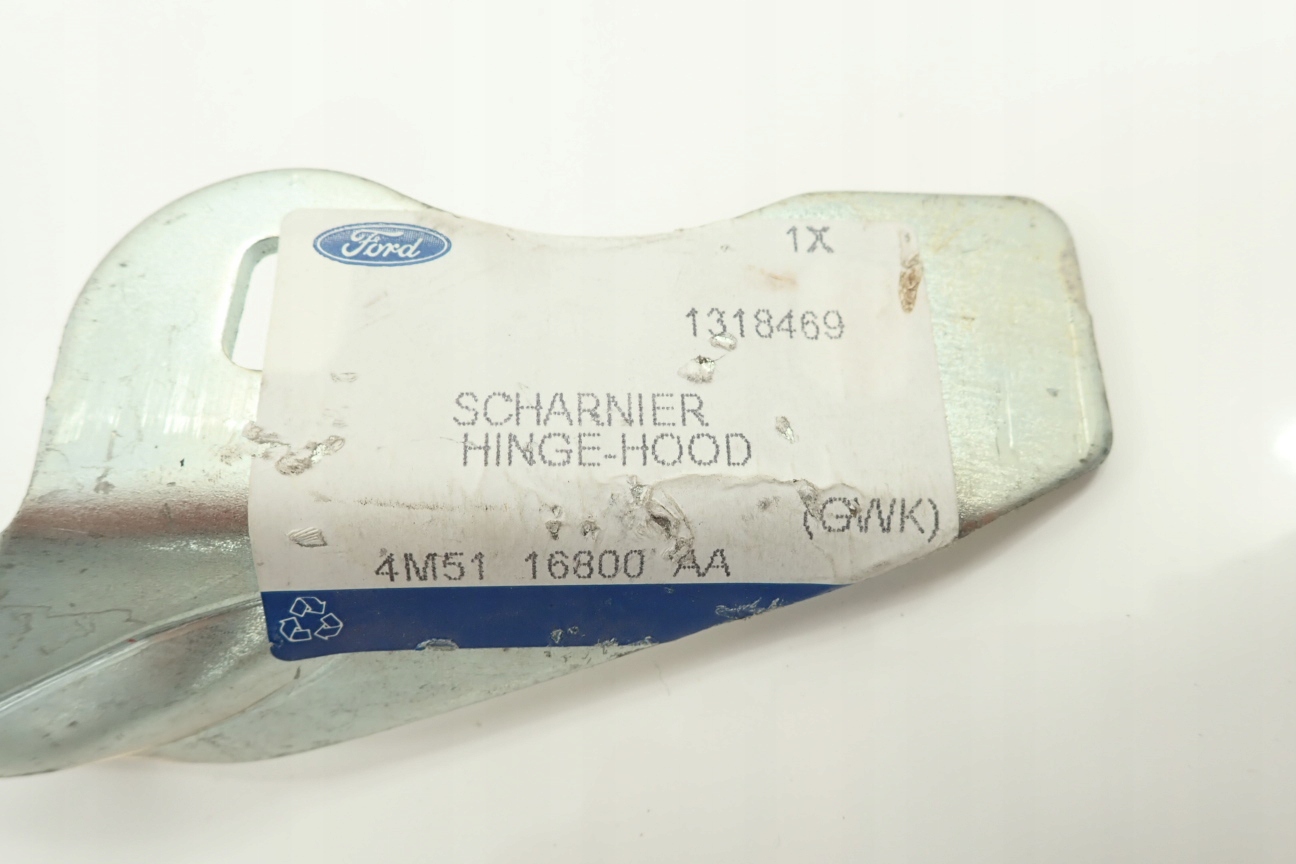 Ford
1X
1318469
SCHARNIER
HINGE-HOOD
(GWK)
4M51 16800 AA